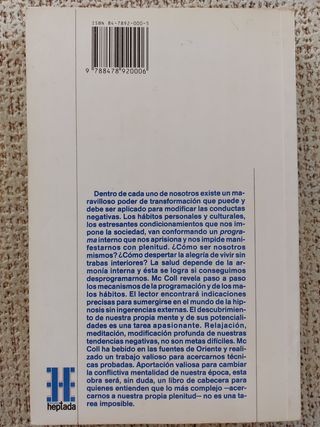 ISBN 84-7892-000-5
9 788478 920006
Dentro de cada uno de nosotros existe un ma-
ravilloso poder de transformación que puede y
debe ser aplicado para modificar las conductas
negativas. Los hábitos personales y culturales,
los estresantes condicionamientos que nos im-
pone la sociedad, van conformando un progra-
ma interno que nos aprisiona y nos impide mani-
festarnos con plenitud. ¿Cómo ser nosotros
mismos? ¿Cómo despertar la alegría de vivir sin
trabas interiores? La salud depende de la ar-
monía interna y ésta se logra si conseguimos
desprogramarnos. Mc Coll revela paso a paso
los mecanismos de la programación y de los ma-
los hábitos. El lector encontrará indicaciones
precisas para sumergirse en el mundo de la hip-
nosis sin ingerencias externas. El descubrimien-
to de nuestra propia mente y de sus potenciali-
dades es una tarea apasionante. Relajación,
meditación, modificación profunda de nuestras
tendencias negativas, no son metas difíciles. Mc
Coll ha bebido en las fuentes de Oriente y reali-
zado un trabajo valioso para acercarnos técni-
cas probadas. Aportación valiosa para cambiar
la conflictiva mentalidad de nuestra época, esta
obra será, sin duda, un libro de cabecera para
quienes entienden que lo más complejo —acer-
carnos a nuestra propia plenitud— no es una ta-
rea imposible.
heptada